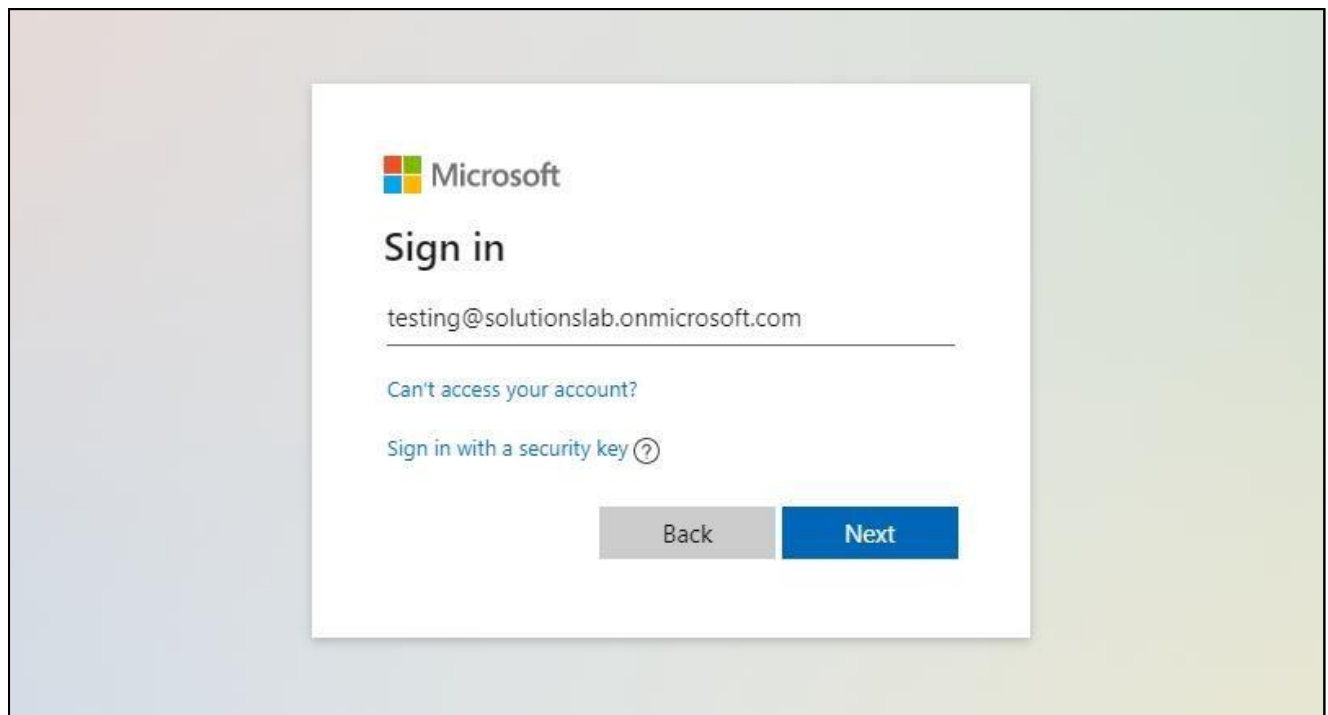 Microsoft
Sign in
testing@solutionslab.onmicrosoft.com
Can't access your account?
Sign in with a security key ?
Back Next